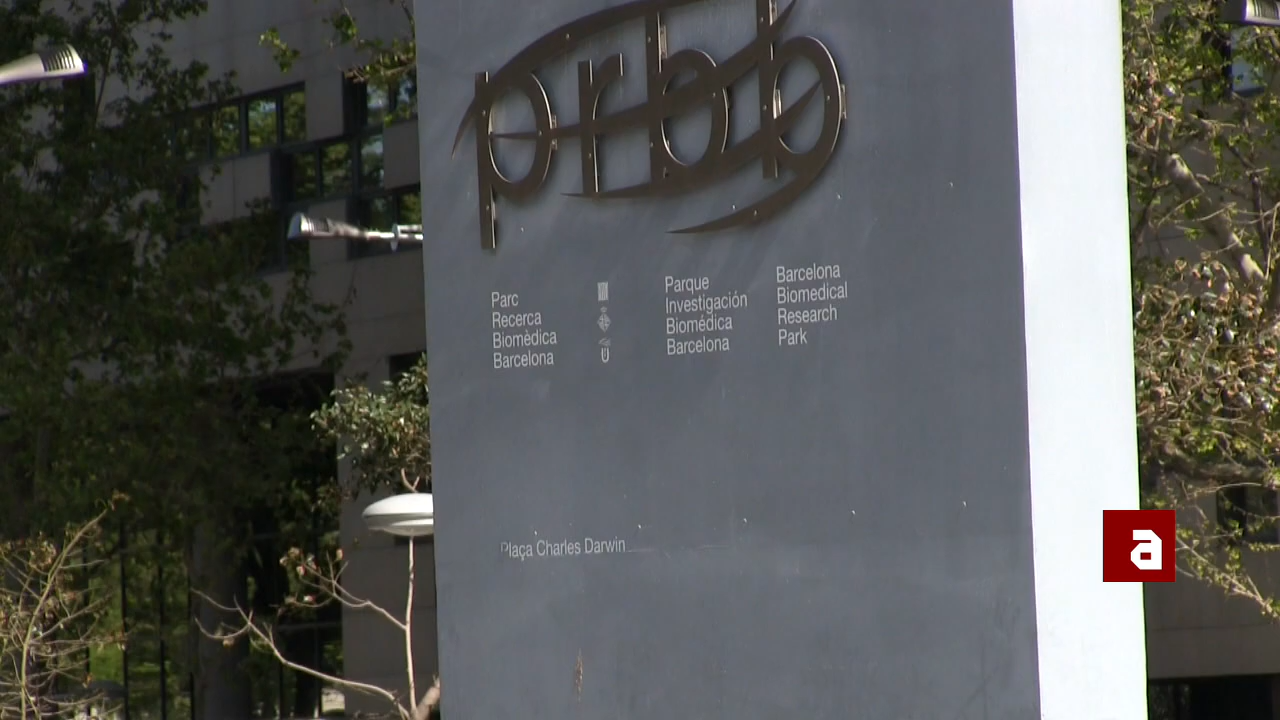 prbb
Parc
Recerca
Biomèdica
Barcelona
Parque
Investigación
Biomédica
Barcelona
Barcelona
Biomedical
Research
Park
Plaça Charles Darwin
a